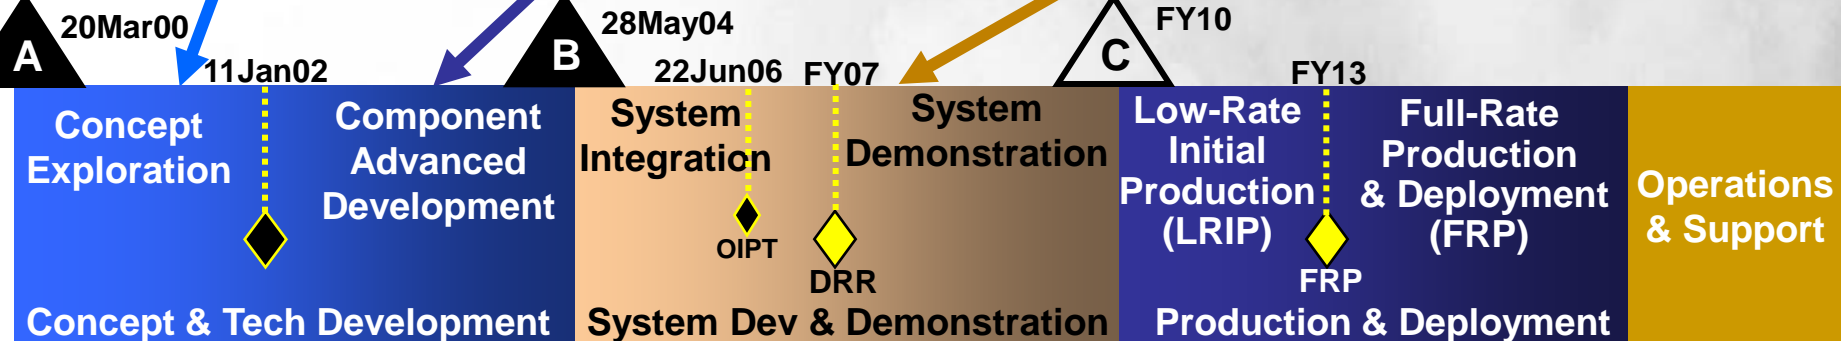 A
20Mar00
11Jan02
B
28May04
22Jun06
FY07
C
FY10
FY13
Concept
Exploration
Component
Advanced
Development
System
Integration
System
Demonstration
Low-Rate
Initial
Production
(LRIP)
Full-Rate
Production
& Deployment
(FRP)
Operations
& Support
OIPT
DRR
FRP
Concept & Tech Development
System Dev & Demonstration
Production & Deployment